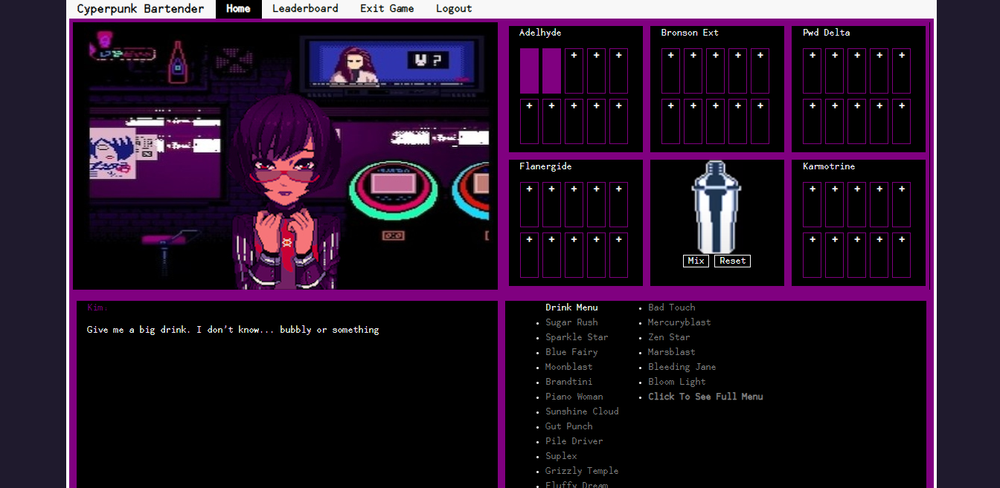 Cyperpunk Bartender
Home
Leaderboard
Exit Game
Logout
W ?
Adelhyde
+ + +
+ + + + +
Bronson Ext
+ + + + +
+ + + + +
Pwd Delta
+ + + + +
+ + + + +
Flanergide
+ + + + +
+ + + + +
Mix
Reset
Karmotrine
+ + + + +
+ + + + +
Kim:
Give me a big drink. I don't know... bubbly or something
Drink Menu
Sugar Rush
Sparkle Star
Blue Fairy
Moonblast
Brandtini
Piano Woman
Sunshine Cloud
Gut Punch
Pile Driver
Suplex
Grizzly Temple
Fluffy Dream
Bad Touch
Mercuryblast
Zen Star
Marsblast
Bleeding Jane
Bloom Light
Click To See Full Menu